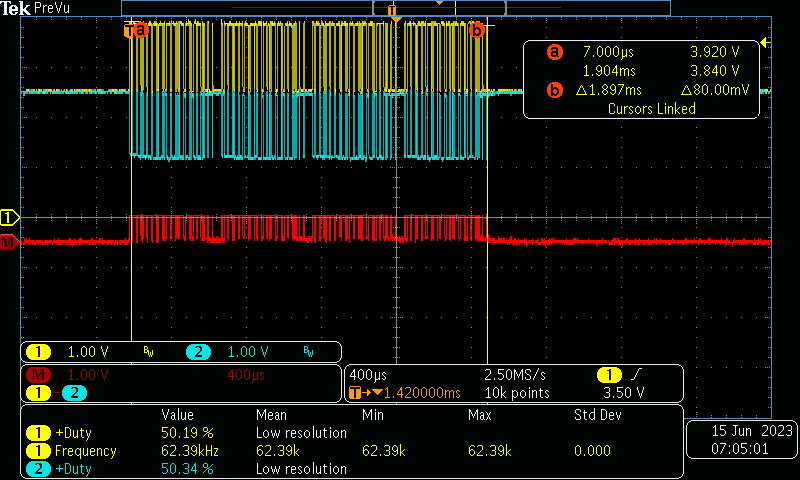 Tek PreVu
T
T a b
a 7.000µs 3.920 V
1.904ms 3.840 V
b △1.897ms △80.00mV
Cursors Linked
1
M
1 1.00 V BW 2 1.00 V BW
M 1.00 V 400µs
1 - 2
400µs 2.50MS/s 1
T→▼1.420000ms 10k points 3.50 V
Value Mean Min Max Std Dev
1 +Duty 50.19 % Low resolution
1 Frequency 62.39kHz 62.39k 62.39k 62.39k 0.000
2 +Duty 50.34 % Low resolution
15 Jun 2023
07:05:01